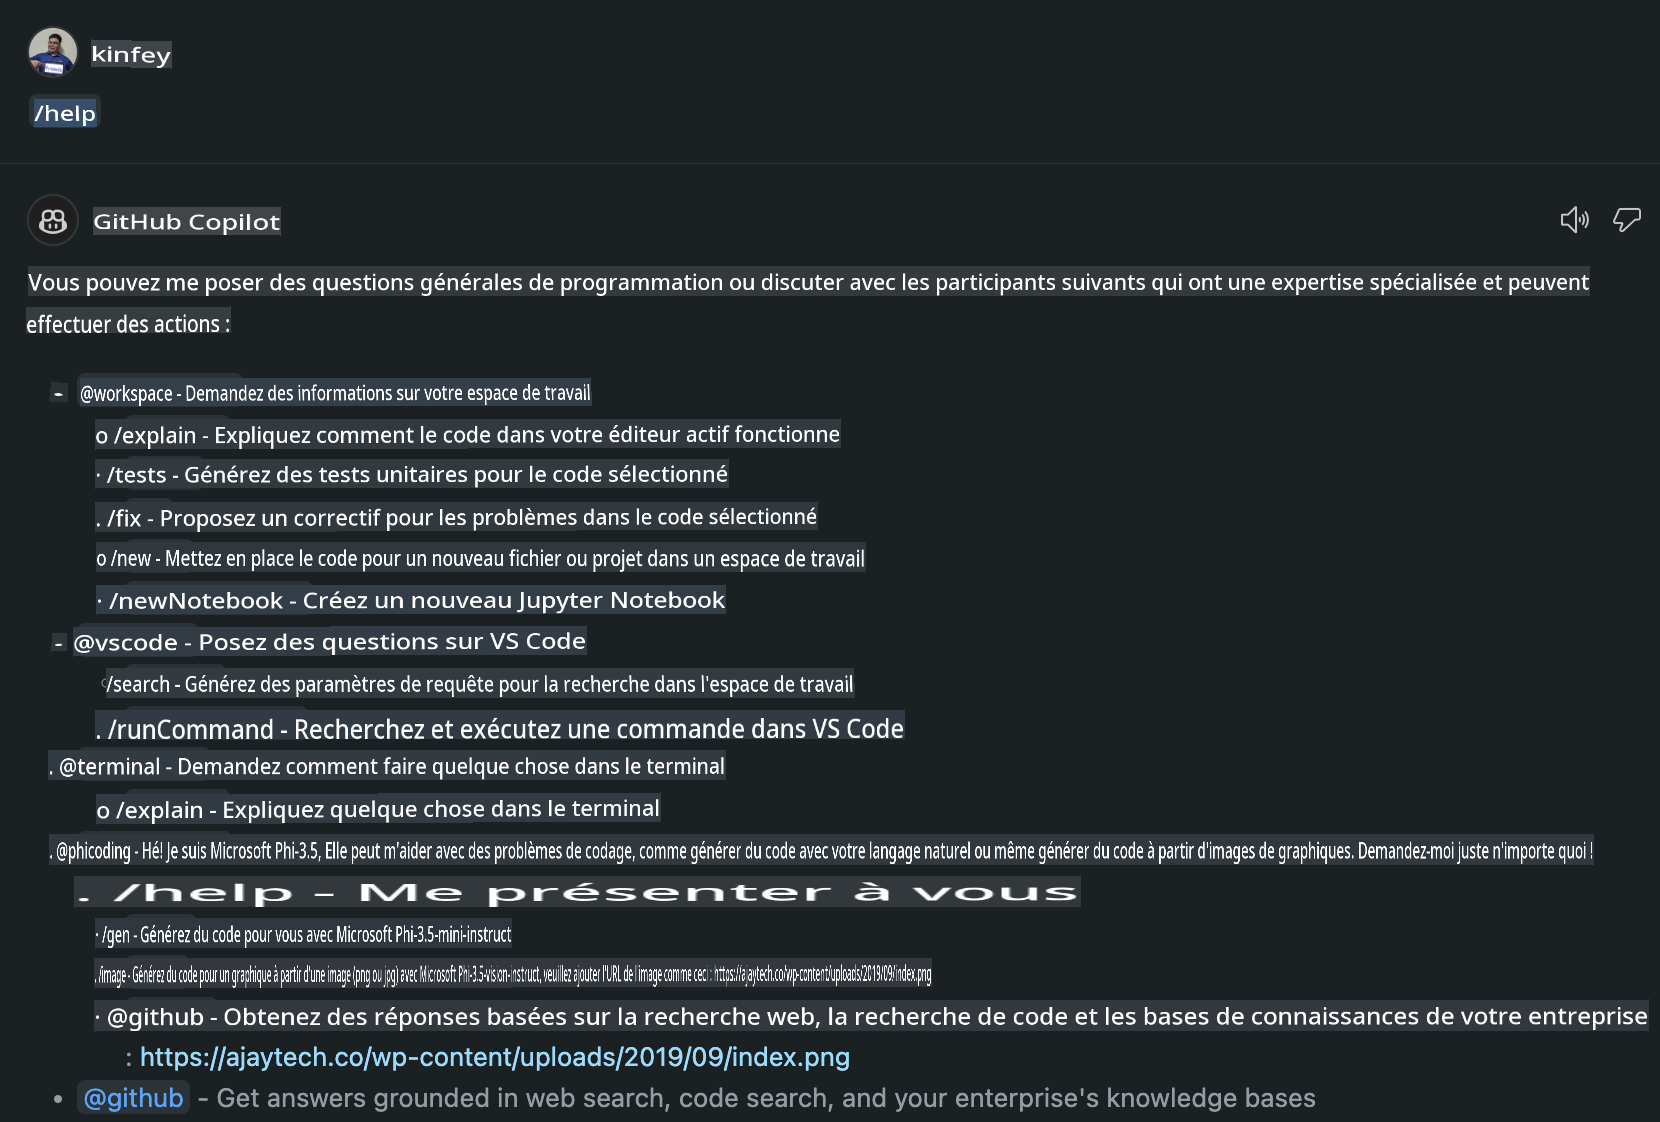 kinfey
/help
GitHub Copilot
Vous pouvez me poser des questions générales de programmation ou discuter avec les participants suivants qui ont une expertise spécialisée et peuvent
effectuer des actions :
- @workspace - Demandez des informations sur votre espace de travail
o /explain - Expliquez comment le code dans votre éditeur actif fonctionne
· /tests - Générez des tests unitaires pour le code sélectionné
. /fix - Proposez un correctif pour les problèmes dans le code sélectionné
o /new - Mettez en place le code pour un nouveau fichier ou projet dans un espace de travail
· /newNotebook - Créez un nouveau Jupyter Notebook
- @vscode - Posez des questions sur VS Code
/search - Générez des paramètres de requête pour la recherche dans l'espace de travail
. /runCommand - Recherchez et exécutez une commande dans VS Code
. @terminal - Demandez comment faire quelque chose dans le terminal
o /explain - Expliquez quelque chose dans le terminal
. @phicoding - Hé! Je suis Microsoft Phi-3.5, Elle peut m'aider avec des problèmes de codage, comme générer du code avec votre langage naturel ou même générer du code à partir d'images de graphiques. Demandez-moi juste n'importe quoi !
. /help - Me présenter à vous
· /gen - Générez du code pour vous avec Microsoft Phi-3.5-mini-instruct
. /image - Générez du code pour un graphique à partir d'une image (png ou jpg) avec Microsoft Phi-3.5-vision-instruct, veuillez ajouter l'URL de l'image comme ceci : https://ajaytech.co/wp-content/uploads/2019/09/index.png
· @github - Obtenez des réponses basées sur la recherche web, la recherche de code et les bases de connaissances de votre entreprise
: https://ajaytech.co/wp-content/uploads/2019/09/index.png
• @github - Get answers grounded in web search, code search, and your enterprise's knowledge bases